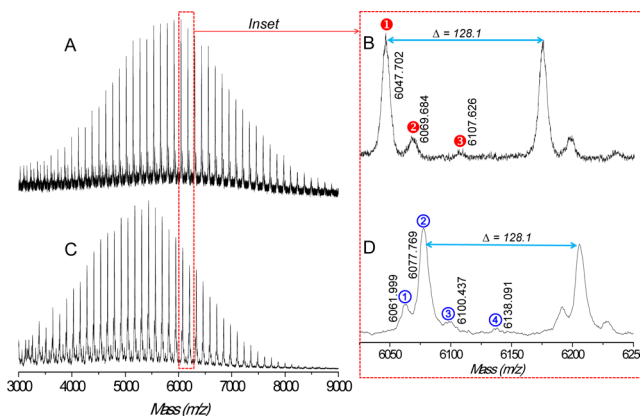 Inset
A
B
Δ = 128.1
1
6047.702
2
6069.684
3
6107.626
C
D
Δ = 128.1
1
6061.999
2
6077.769
3
6100.437
4
6138.091
3000 4000 5000 6000 7000 8000 9000
Mass (m/z)
6050 6100 6150 6200 625
Mass (m/z)